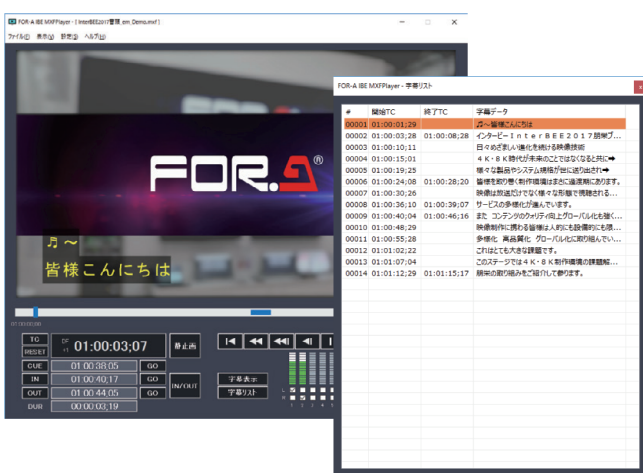 FOR-A IBE MXFPlayer - [ InterBEE2017管理_em_Demo.mxf ]
ファイル(F) 表示(V) 設定(S) ヘルプ(H)
FOR.A®
♬～
皆様こんにちは
01:00:00;00
TC
RESET
DF
01:00:03;07
静止画
CUE
01:00:38;05
GO
IN
01:00:40;17
GO
IN/OUT
OUT
01:00:44;05
GO
DUR
00:00:03;19
字幕表示
字幕リスト
L
R
1 2 3 4 5
FOR-A IBE MXFPlayer - 字幕リスト
x
# 開始TC 終了TC 字幕データ
00001 01:00:01;29 ♬～皆様こんにちは
00002 01:00:03;28 01:00:08;28 インタービーＩｎｔｅｒＢＥＥ２０１７朋栄ブ...
00003 01:00:10;11 日々めざましい進化を続ける映像技術
00004 01:00:15;01 ４Ｋ・８Ｋ時代が未来のことではなくなると共に➡
00005 01:00:19;25 様々な製品やシステム規格が世に送り出され➡
00006 01:00:24;08 01:00:28;20 皆様を取り巻く制作環境はまさに過渡期にあります。
00007 01:00:30;26 映像は放送だけでなく様々な形態で視聴される...
00008 01:00:36;10 01:00:39;07 サービスの多様化が進んでいます。
00009 01:00:40;04 01:00:46;16 また コンテンツのクオリティ向上グローバル化も強く...
00010 01:00:48;29 映像制作に携わる皆様は人的にも設備的にも限...
00011 01:00:55;28 多様化 高品質化 グローバル化に取り組んでい...
00012 01:01:02;22 これはとても大きな課題です。
00013 01:01:07;04 このステージでは４Ｋ・８Ｋ制作環境の課題解...
00014 01:01:12;29 01:01:15;17 朋栄の取り組みをご紹介して参ります。